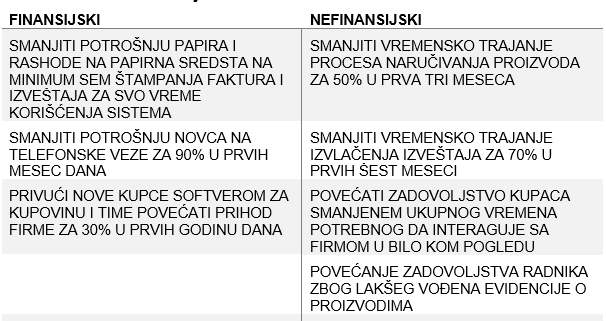 FINANSIJSKI
NEFINANSIJSKI
SMANJITI POTROŠNJU PAPIRA I
RASHODE NA PAPIRNA SREDSTA NA
MINIMUM SEM ŠTAMPANJA FAKTURA I
IZVEŠTAJA ZA SVO VREME
KORIŠĆENJA SISTEMA
SMANJITI VREMENSKO TRAJANJE
PROCESA NARUČIVANJA PROIZVODA
ZA 50% U PRVA TRI MESECA
SMANJITI POTROŠNJU NOVCA NA
TELEFONSKE VEZE ZA 90% U PRVIH
MESEC DANA
SMANJITI VREMENSKO TRAJANJE
IZVLAČENJA IZVEŠTAJA ZA 70% U
PRVIH ŠEST MESECI
PRIVUĆI NOVE KUPCE SOFTVEROM ZA
KUPOVINU I TIME POVEĆATI PRIHOD
FIRME ZA 30% U PRVIH GODINU DANA
POVEĆATI ZADOVOLJSTVO KUPACA
SMANJENEM UKUPNOG VREMENA
POTREBNOG DA INTERAGUJE SA
FIRMOM U BILO KOM POGLEDU
POVEĆANJE ZADOVOLJSTVA RADNIKA
ZBOG LAKŠEG VOĐENA EVIDENCIJE O
PROIZVODIMA